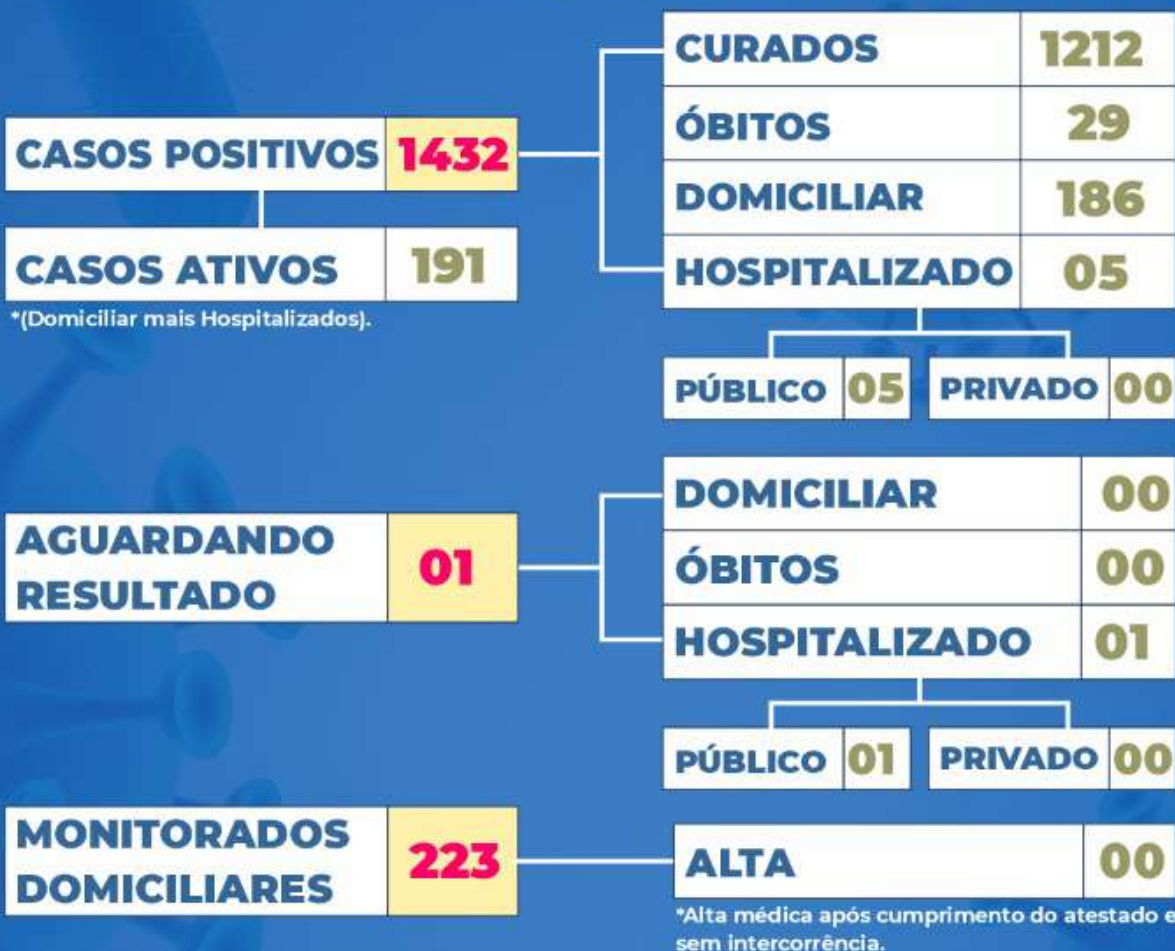 CASOS POSITIVOS 1432
CURADOS 1212
ÓBITOS 29
DOMICILIAR 186
HOSPITALIZADO 05
CASOS ATIVOS 191
*(Domiciliar mais Hospitalizados).
PÚBLICO 05 PRIVADO 00
AGUARDANDO
RESULTADO
01
DOMICILIAR 00
ÓBITOS 00
HOSPITALIZADO 01
PÚBLICO 01 PRIVADO 00
MONITORADOS
DOMICILIARES
223
ALTA 00
*Alta médica após cumprimento do atestado e
sem intercorrência.